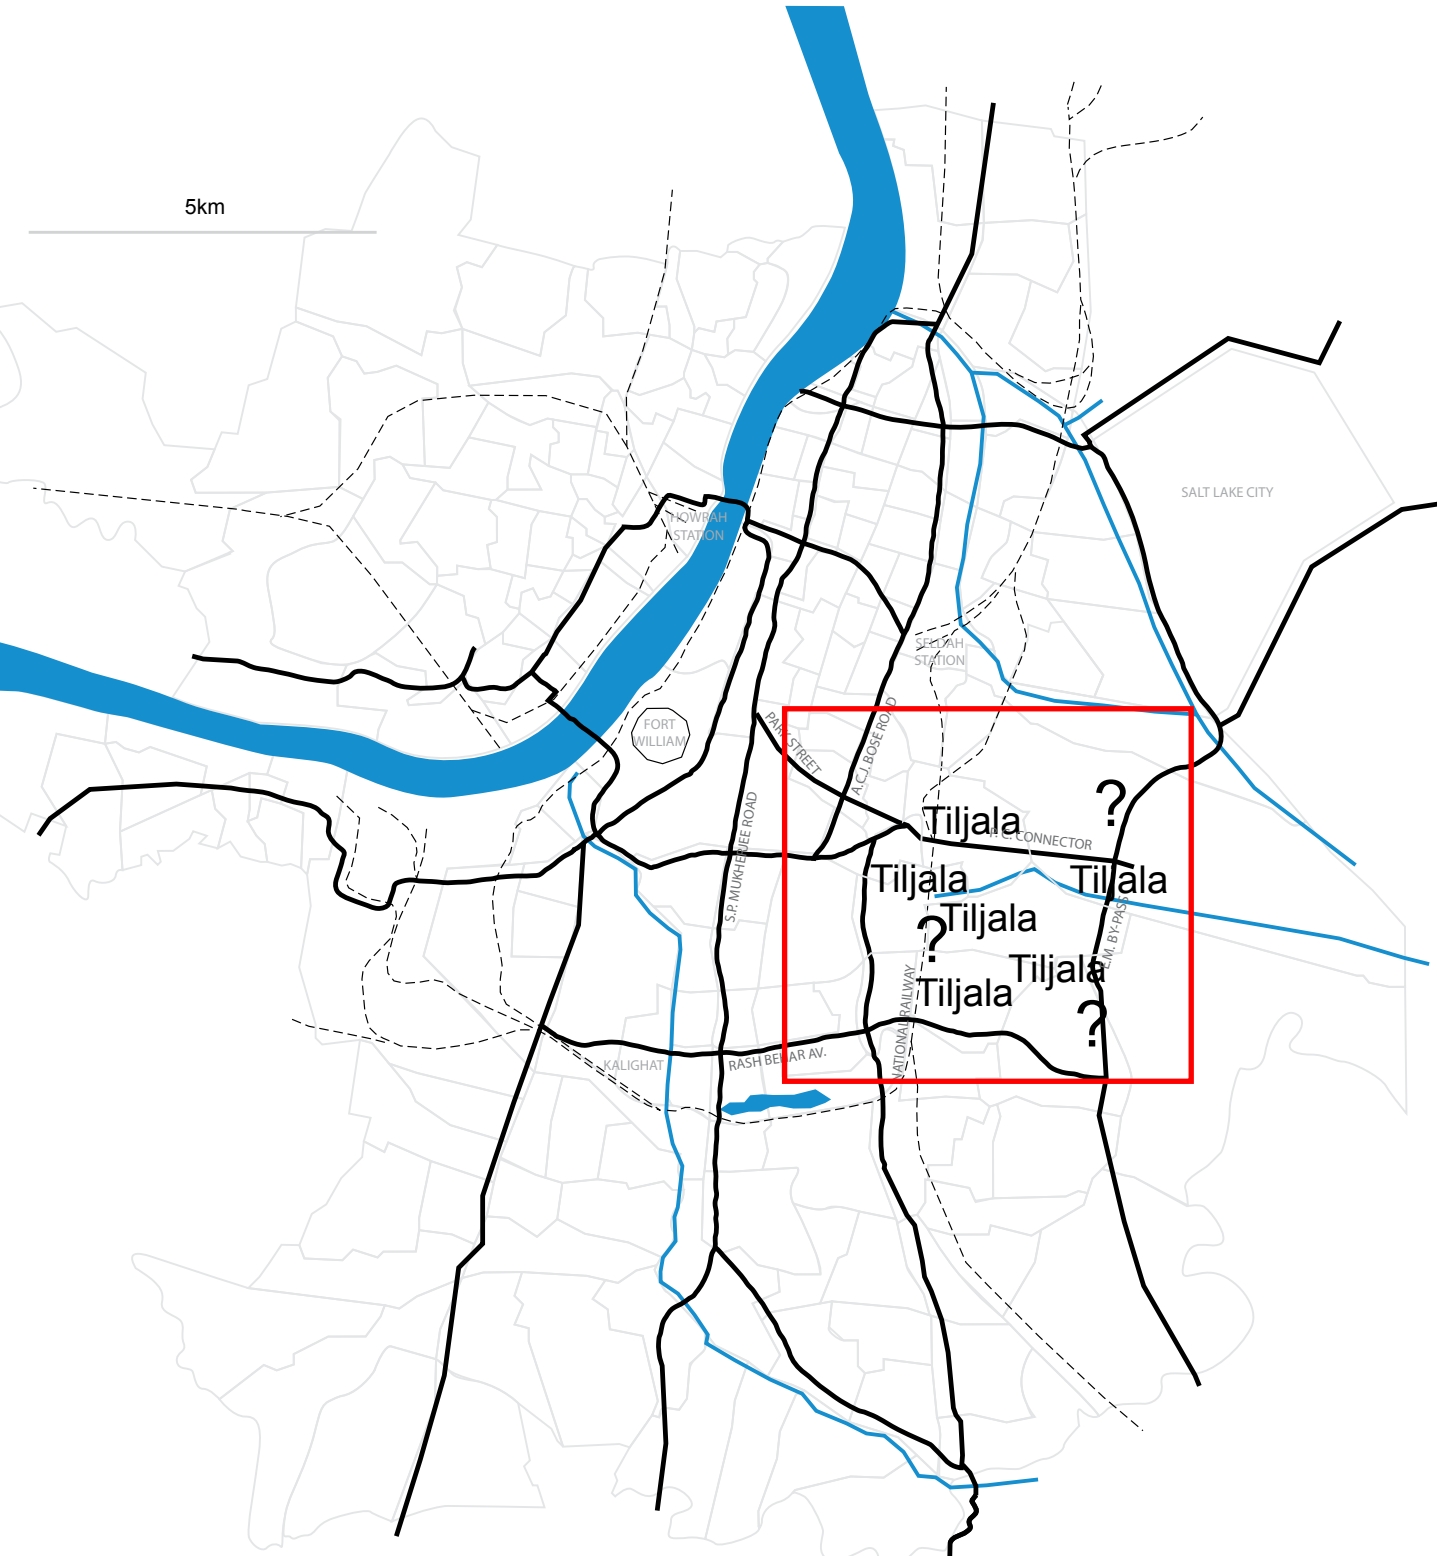 5km
SALT LAKE CITY
HOWRAH
STATION
SELDAH
STATION
FORT
WILLIAM
PARK STREET
A.C.J. BOSE ROAD
S.P. MUKHERJEE ROAD
?
Tiljala
P. C. CONNECTOR
Tiljala
Tiljala
Tiljala
?
E.M. BY-PASS
Tiljala
Tiljala
?
NATIONAL RAILWAY
RASH BEHAR AV.
KALIGHAT